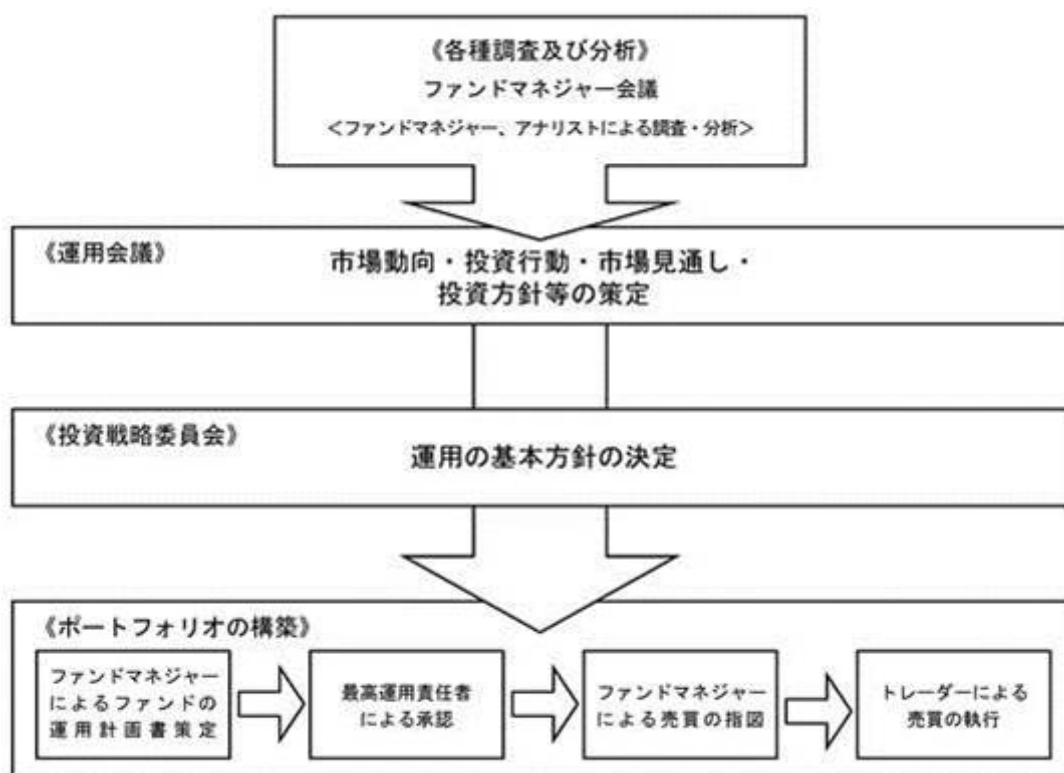 《各種調査及び分析》
ファンドマネジャー会議
<ファンドマネジャー、アナリストによる調査・分析>
《運用会議》
市場動向・投資行動・市場見通し・
投資方針等の策定
《投資戦略委員会》
運用の基本方針の決定
《ポートフォリオの構築》
ファンドマネジャー
によるファンドの
運用計画書策定
最高運用責任者
による承認
ファンドマネジャー
による売買の指図
トレーダーによる
売買の執行